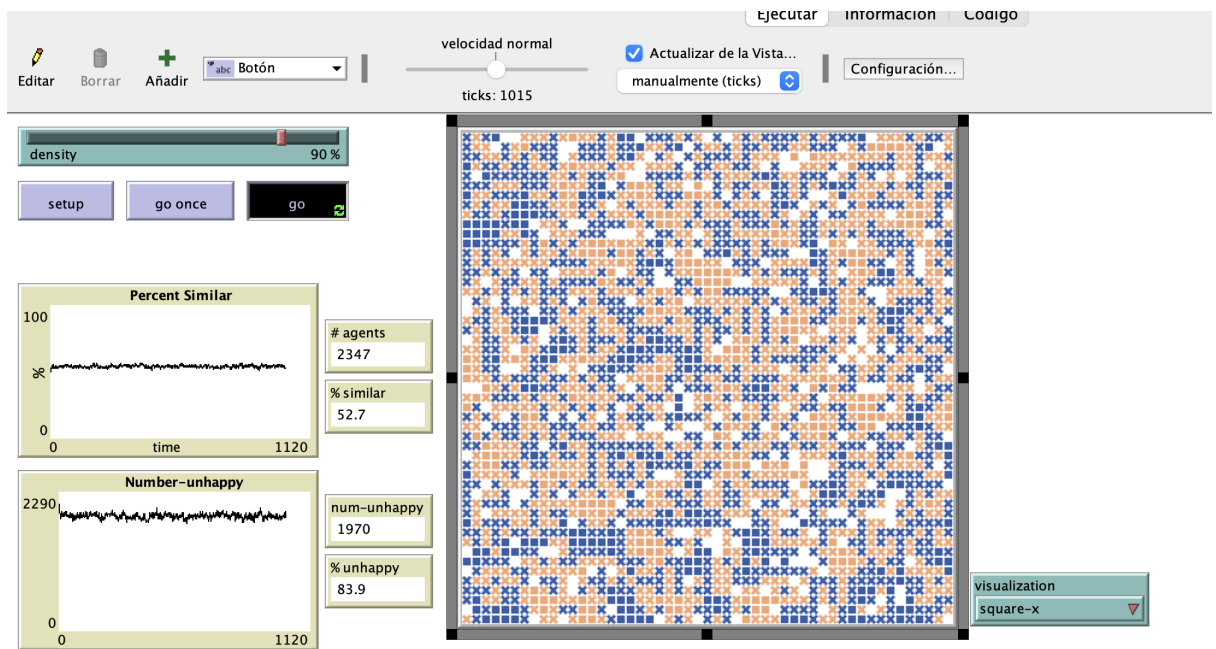 Ejecutar Información Código
velocidad normal
Actualizar de la Vista...
Editar Borrar Añadir abc Botón
manualmente (ticks)
Configuración...
ticks: 1015
density 90 %
setup go once go
Percent Similar
100
%
0
0 time 1120
# agents
2347
% similar
52.7
Number-unhappy
2290
0
0 1120
num-unhappy
1970
% unhappy
83.9
visualization
square-x